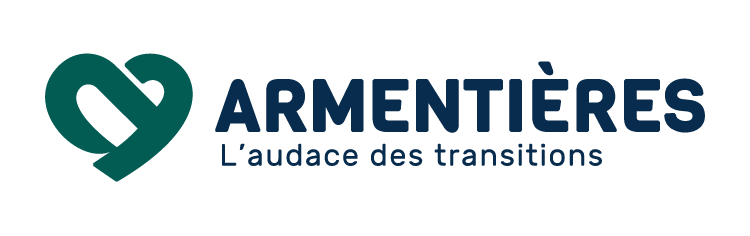 ARMENTIÈRES
L'audace des transitions